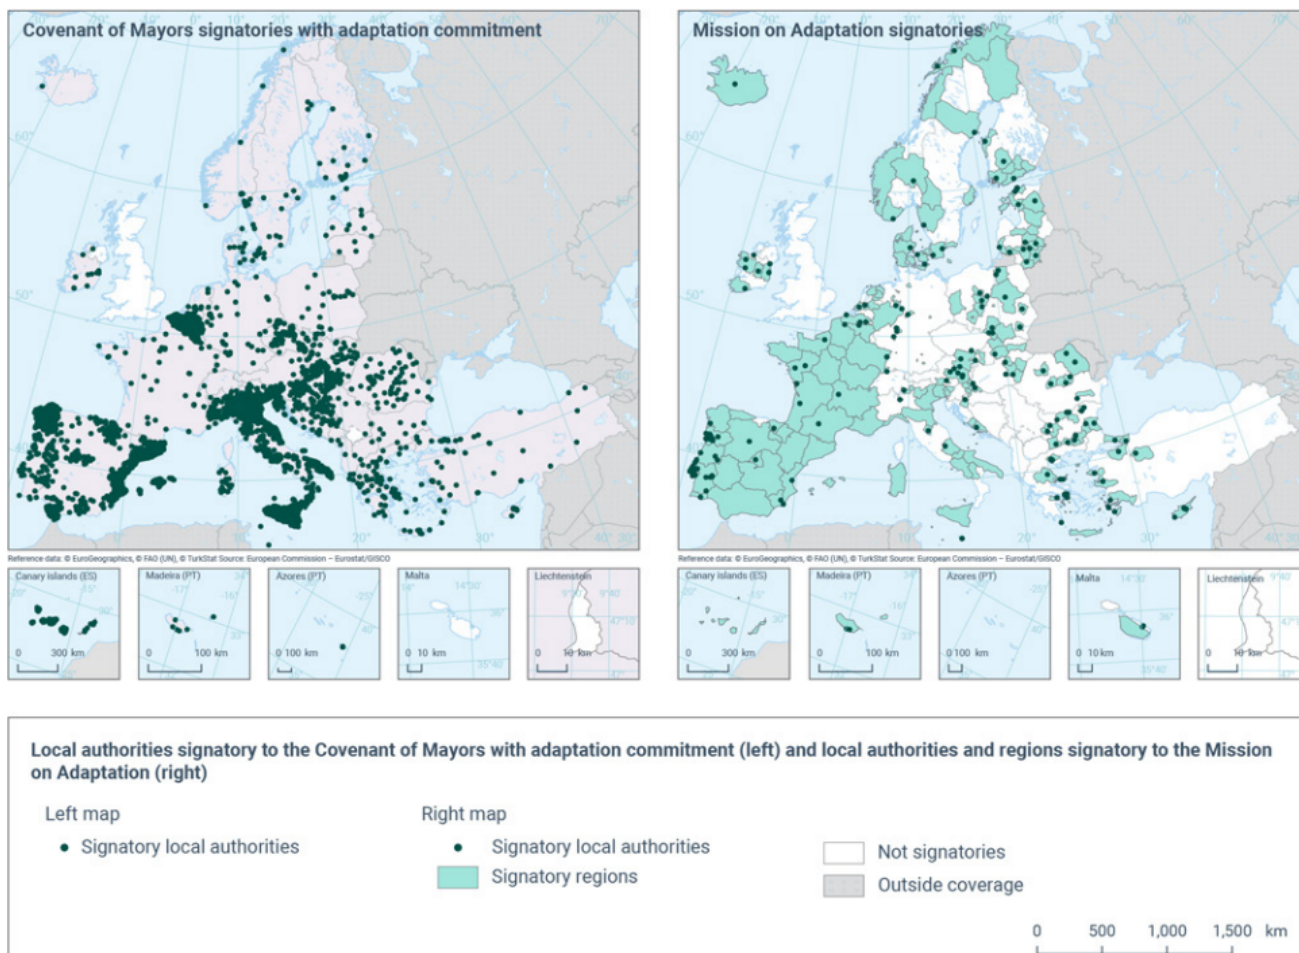 Covenant of Mayors signatories with adaptation commitment
Mission on Adaptation signatories
Reference data: © EuroGeographics, © FAO (UN), © TurkStat Source: European Commission – Eurostat/GISCO
Reference data: © EuroGeographics, © FAO (UN), © TurkStat Source: European Commission – Eurostat/GISCO
Canary islands (ES)
0 300 km
Madeira (PT)
0 100 km
Azores (PT)
0 100 km
Malta
0 10 km
Liechtenstein
0 10 km
Canary islands (ES)
0 300 km
Madeira (PT)
0 100 km
Azores (PT)
0 100 km
Malta
0 10 km
Liechtenstein
0 10 km
Local authorities signatory to the Covenant of Mayors with adaptation commitment (left) and local authorities and regions signatory to the Mission
on Adaptation (right)
Left map
Signatory local authorities
Right map
Signatory local authorities
Signatory regions
Not signatories
Outside coverage
0 500 1,000 1,500 km